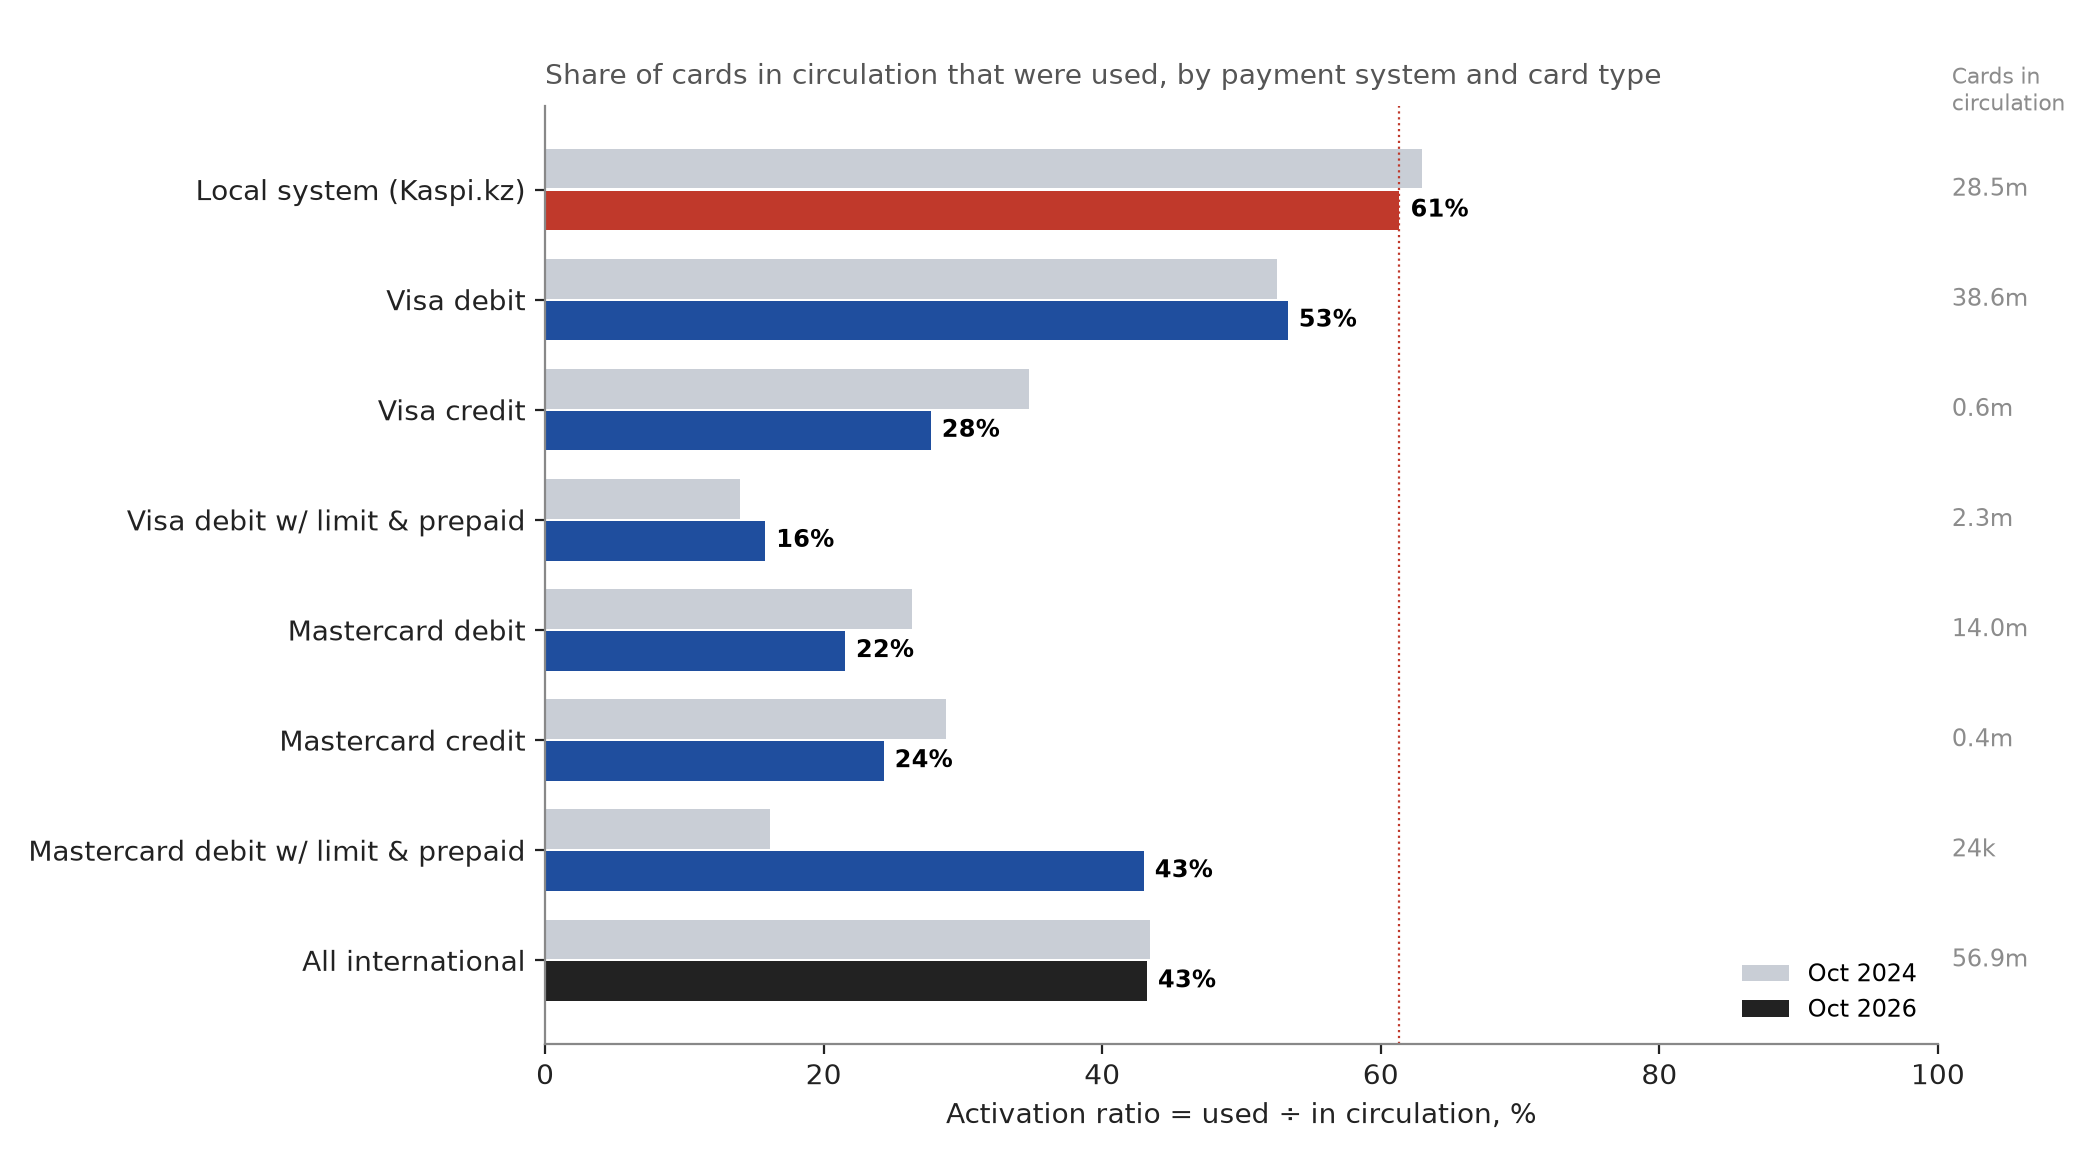 Share of cards in circulation that were used, by payment system and card type
Cards in
circulation
Local system (Kaspi.kz)
61%
28.5m
Visa debit
53%
38.6m
Visa credit
28%
0.6m
Visa debit w/ limit & prepaid
16%
2.3m
Mastercard debit
22%
14.0m
Mastercard credit
24%
0.4m
Mastercard debit w/ limit & prepaid
43%
24k
All international
43%
56.9m
Oct 2024
Oct 2026
0 20 40 60 80 100
Activation ratio = used ÷ in circulation, %